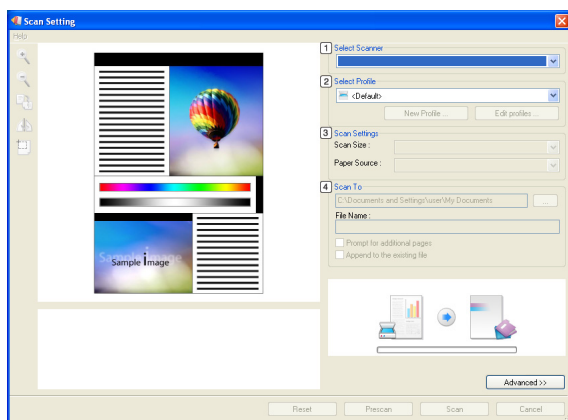 Scan Setting
Help
1 Select Scanner
2 Select Profile
<Default>
New Profile ...
Edit profiles ...
3 Scan Settings
Scan Size :
Paper Source :
4 Scan To
C:\Documents and Settings\user\My Documents
...
File Name :
Prompt for additional pages
Append to the existing file
Sample image
Sample image
Advanced >>
Reset
Prescan
Scan
Cancel